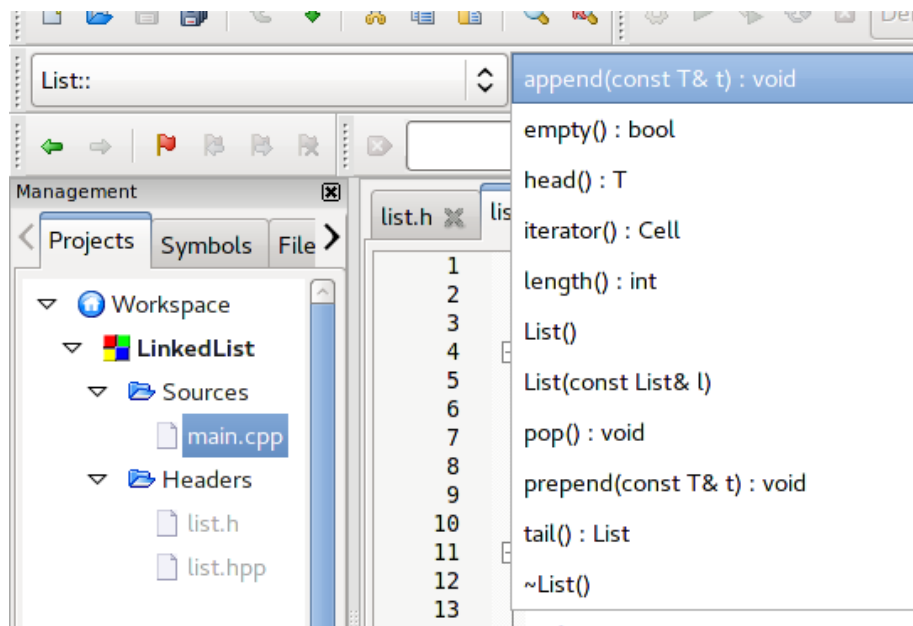 List::
append(const T& t) : void
empty() : bool
head() : T
iterator() : Cell
length() : int
List()
List(const List& l)
pop() : void
prepend(const T& t) : void
tail() : List
~List()
Management
Projects
Symbols
File
Workspace
LinkedList
Sources
main.cpp
Headers
list.h
list.hpp
list.h
lis
1
2
3
4
5
6
7
8
9
10
11
12
13